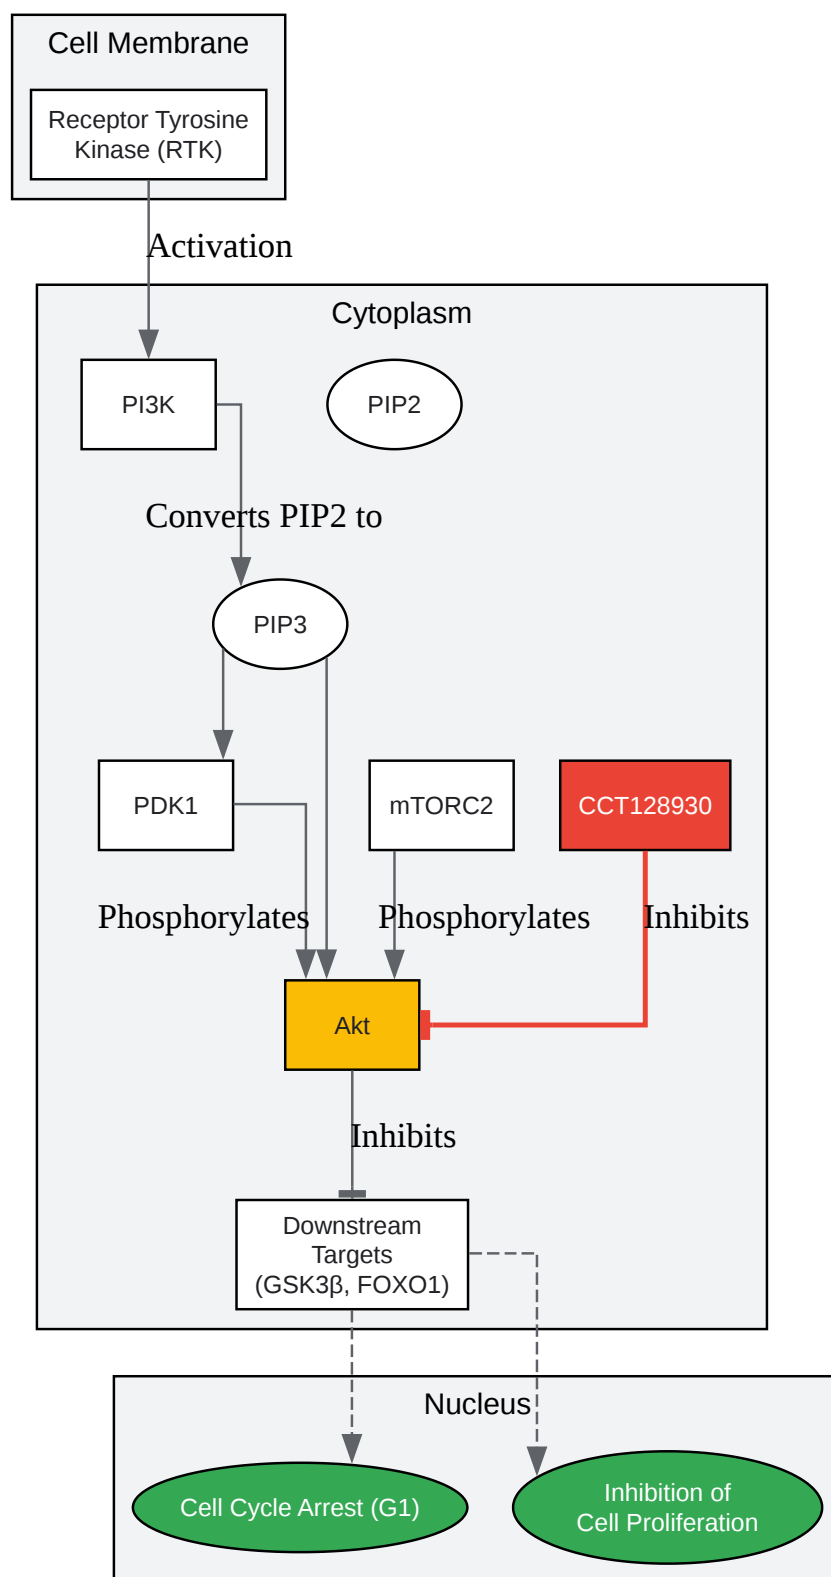 Cell Membrane
Receptor Tyrosine
Kinase (RTK)
Activation
Cytoplasm
PI3K
PIP2
Converts PIP2 to
PIP3
PDK1
mTORC2
CCT128930
Phosphorylates
Phosphorylates
Inhibits
Akt
Inhibits
Downstream
Targets
(GSK3β, FOXO1)
Nucleus
Cell Cycle Arrest (G1)
Inhibition of
Cell Proliferation